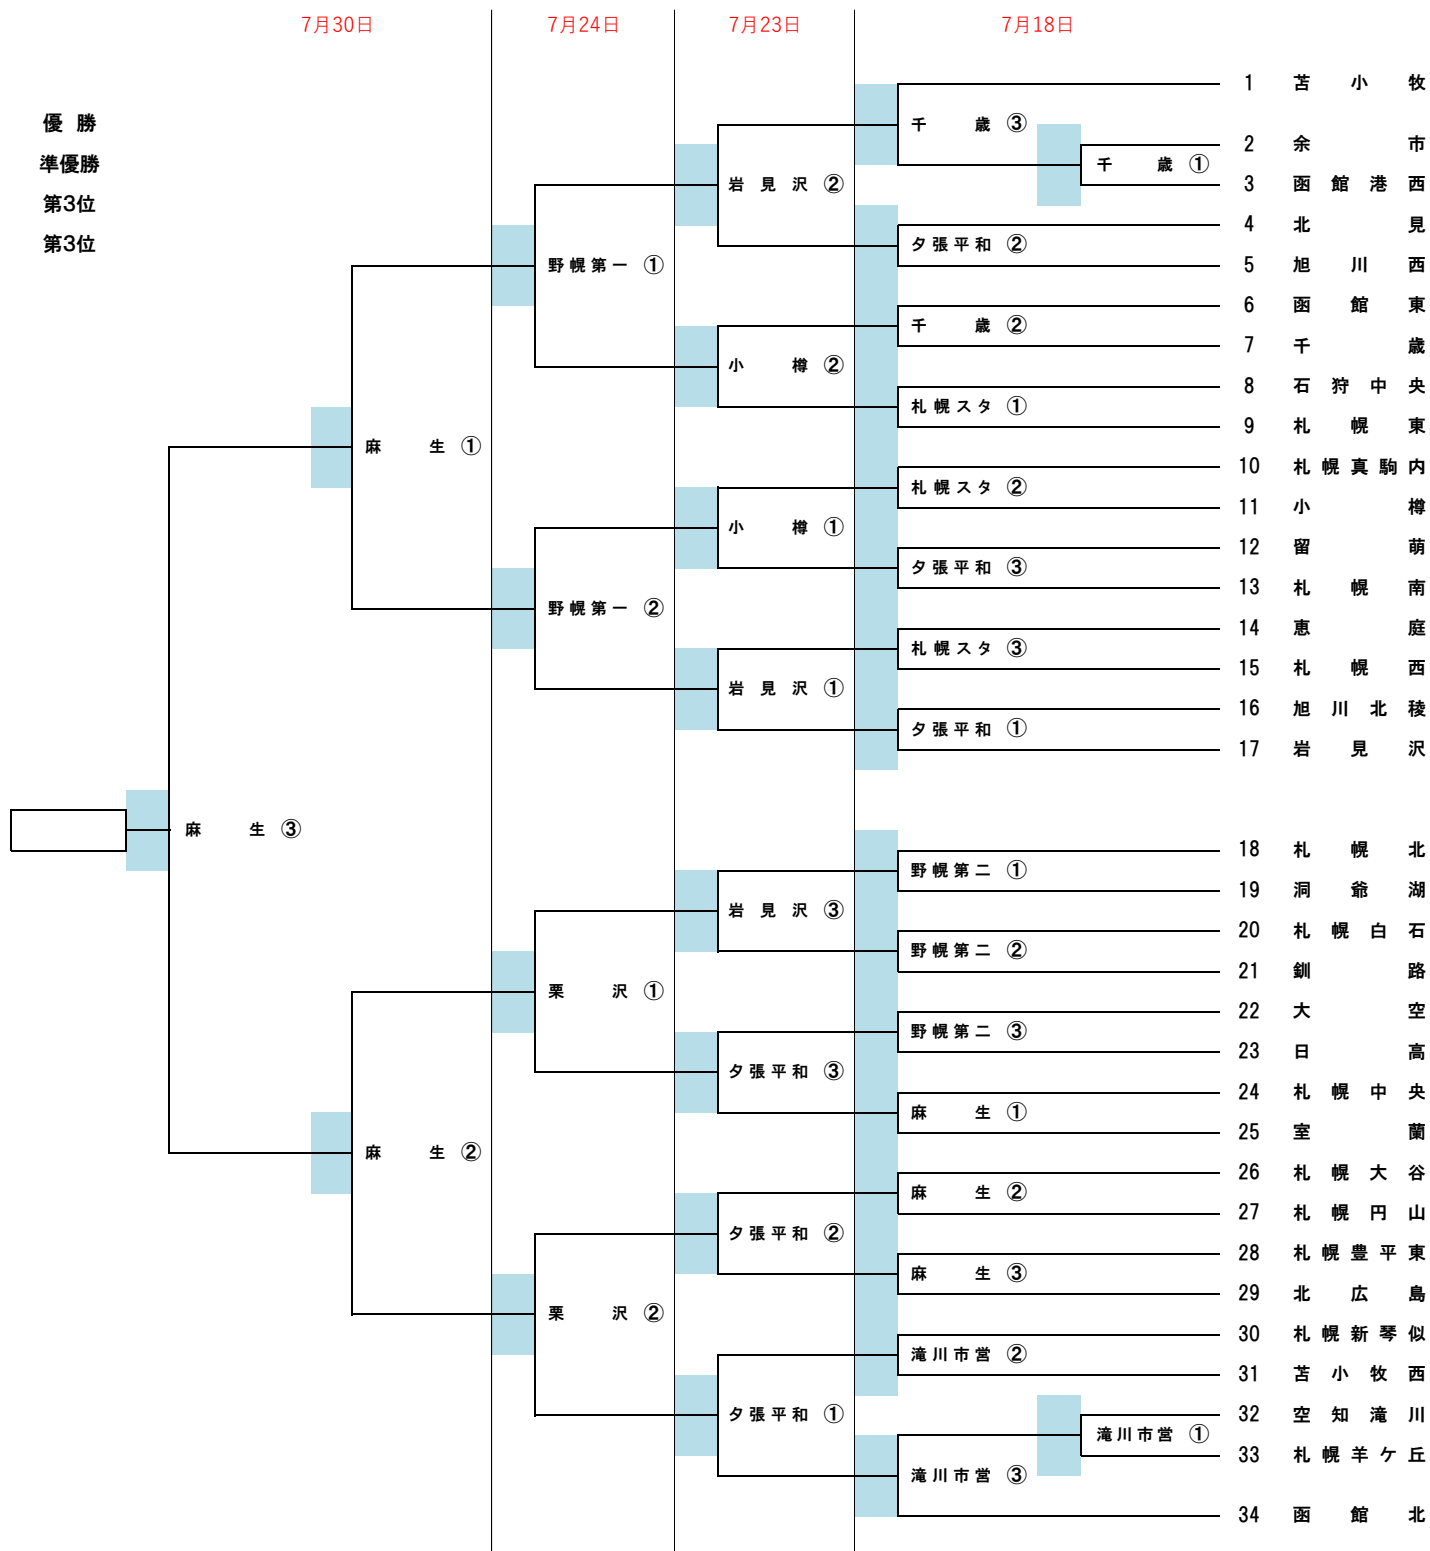 7月30日 7月24日 7月23日 7月18日
1 苫小牧
優勝
千歳 ③
2 余市
準優勝
千歳 ①
岩見沢 ②
3 函館港西
第3位
4 北見
第3位
夕張平和 ②
野幌第一 ①
5 旭川西
6 函館東
千歳 ②
7 千歳
小樽 ②
8 石狩中央
札幌スタ ①
9 札幌東
麻生 ①
10 札幌真駒内
札幌スタ ②
11 小樽
小樽 ①
12 留萌
夕張平和 ③
13 札幌南
野幌第一 ②
14 恵庭
札幌スタ ③
15 札幌西
岩見沢 ①
16 旭川北稜
夕張平和 ①
17 岩見沢
麻生 ③
18 札幌北
野幌第二 ①
19 洞爺湖
岩見沢 ③
20 札幌白石
野幌第二 ②
21 釧路
栗沢 ①
22 大空
野幌第二 ③
23 日高
夕張平和 ③
24 札幌中央
麻生 ①
25 室蘭
麻生 ②
26 札幌大谷
麻生 ②
27 札幌円山
夕張平和 ②
28 札幌豊平東
麻生 ③
29 北広島
栗沢 ②
30 札幌新琴似
滝川市営 ②
31 苫小牧西
夕張平和 ①
32 空知滝川
滝川市営 ①
33 札幌羊ケ丘
滝川市営 ③
34 函館北